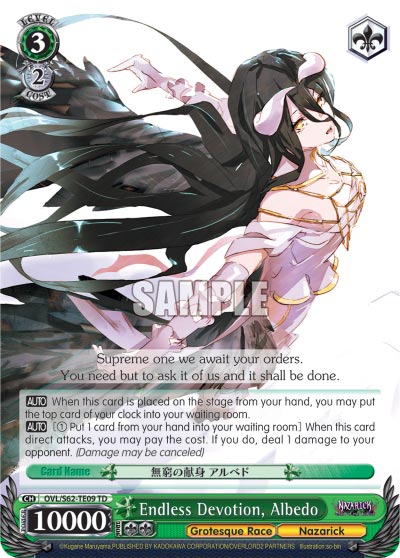 LEVEL
3
2
COST
SAMPLE
Supreme one we await your orders.
You need but to ask it of us and it shall be done.
AUTO When this card is placed on the stage from your hand, you may put
the top card of your clock into your waiting room.
AUTO [① Put 1 card from your hand into your waiting room] When this card
direct attacks, you may pay the cost. If you do, deal 1 damage to your
opponent. (Damage may be canceled)
Card Name
無窮の献身 アルベド
CH OVL/S62-TE09 TD
POWER 10000
Endless Devotion, Albedo
NAZARICK
Grotesque Race
Nazarick
©Kugane Maruyama,PUBLISHED BY KADOKAWA CORPORATION/OVERLORD2 PARTNERS Illustration so-bin